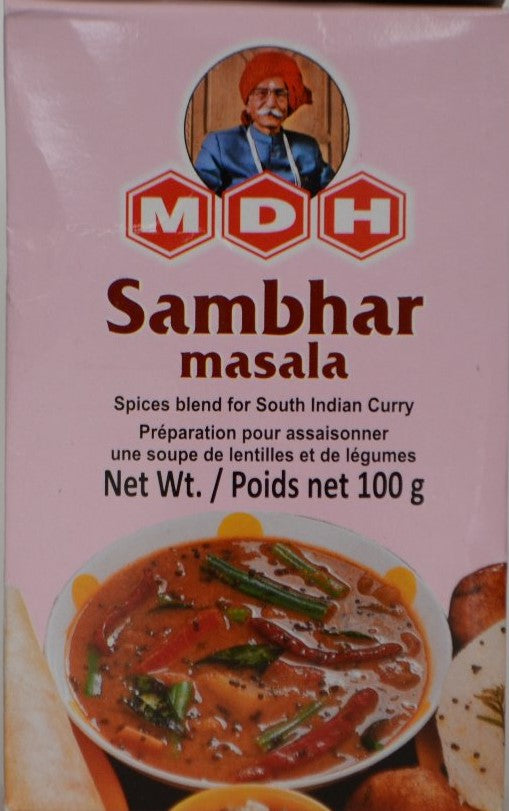 MDH
Sambhar
masala
Spices blend for South Indian Curry
Préparation pour assaisonner
une soupe de lentilles et de légumes
Net Wt. / Poids net 100 g